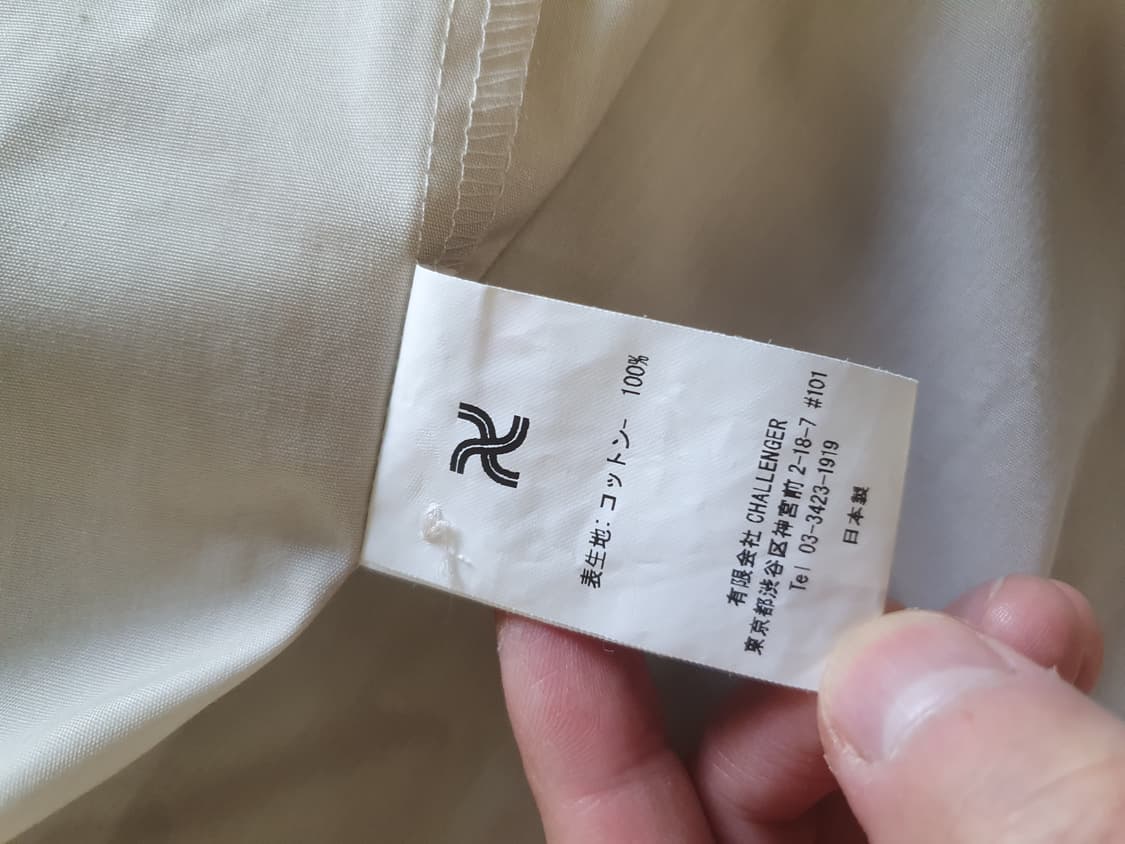 表生地: コットン- 100%
有限会社 CHALLENGER
東京都渋谷区神宮前 2-18-7 #101
Tel 03-3423-1919
日本製